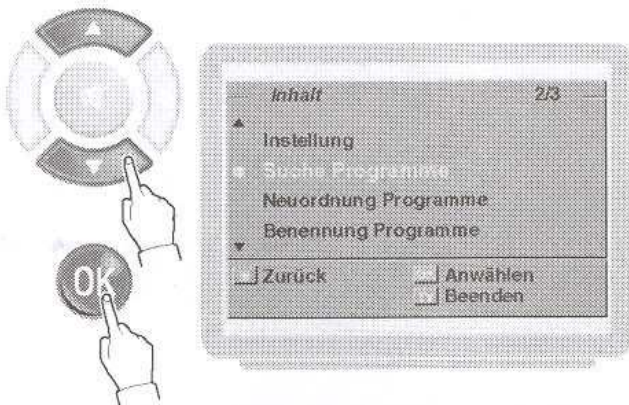 Inhalt 2/3
Instellung
Suche Programme
Neuordnung Programme
Benennung Programme
Zurück Anwählen
Beenden
OK